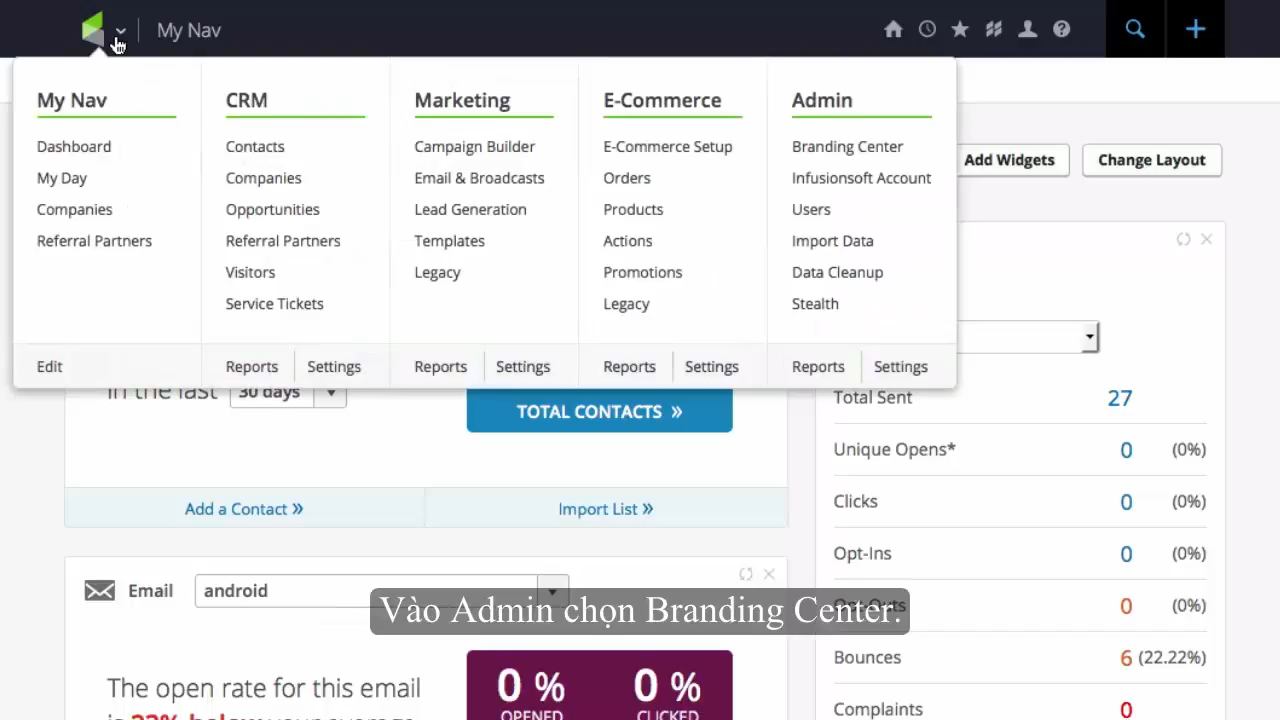 My Nav
My Nav
Dashboard
My Day
Companies
Referral Partners
Edit
CRM
Contacts
Companies
Opportunities
Referral Partners
Visitors
Service Tickets
Reports
Settings
Marketing
Campaign Builder
Email & Broadcasts
Lead Generation
Templates
Legacy
Reports
Settings
E-Commerce
E-Commerce Setup
Orders
Products
Actions
Promotions
Legacy
Reports
Settings
Admin
Branding Center
Infusionsoft Account
Users
Import Data
Data Cleanup
Stealth
Reports
Settings
Add Widgets
Change Layout
in the last 30 days
TOTAL CONTACTS »
Add a Contact »
Import List »
Email android
The open rate for this email
0 % OPENED
0 % CLICKED
Total Sent 27
Unique Opens* 0 (0%)
Clicks 0 (0%)
Opt-Ins 0 (0%)
Opt-Outs 0 (0%)
Bounces 6 (22.22%)
Complaints 0
Vào Admin chọn Branding Center.